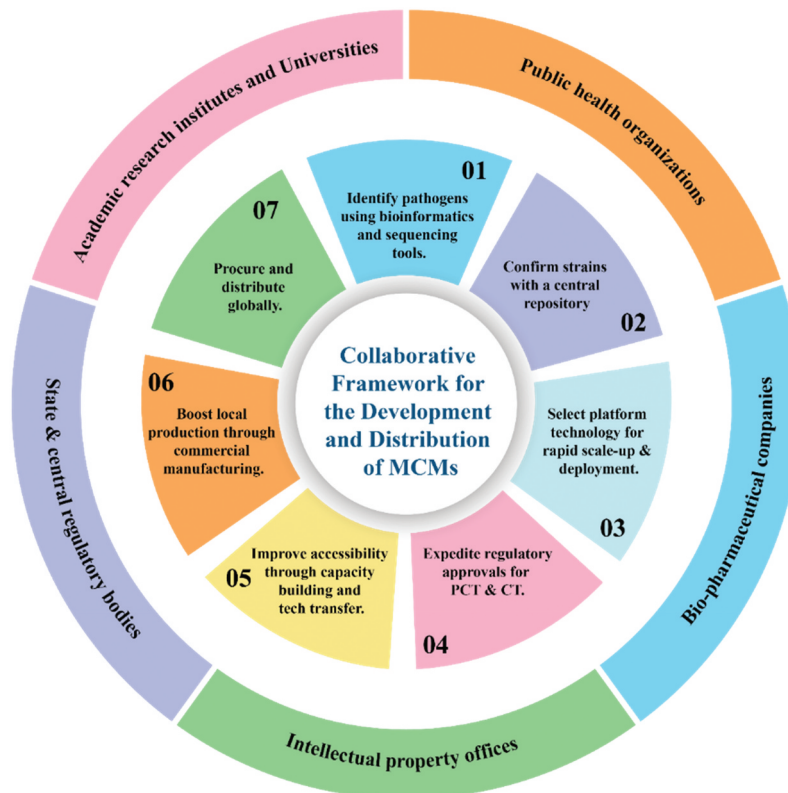 Academic research institutes and Universities
Public health organizations
Bio-pharmaceutical companies
Intellectual property offices
State & central regulatory bodies
Collaborative
Framework for
the Development
and Distribution
of MCMs
01
Identify pathogens
using bioinformatics
and sequencing
tools.
Confirm strains
with a central
repository
02
Select platform
technology for
rapid scale-up &
deployment.
03
Expedite regulatory
approvals for
PCT & CT.
04
Improve accessibility
through capacity
building and
tech transfer.
05
06
Boost local
production through
commercial
manufacturing.
07
Procure and
distribute
globally.